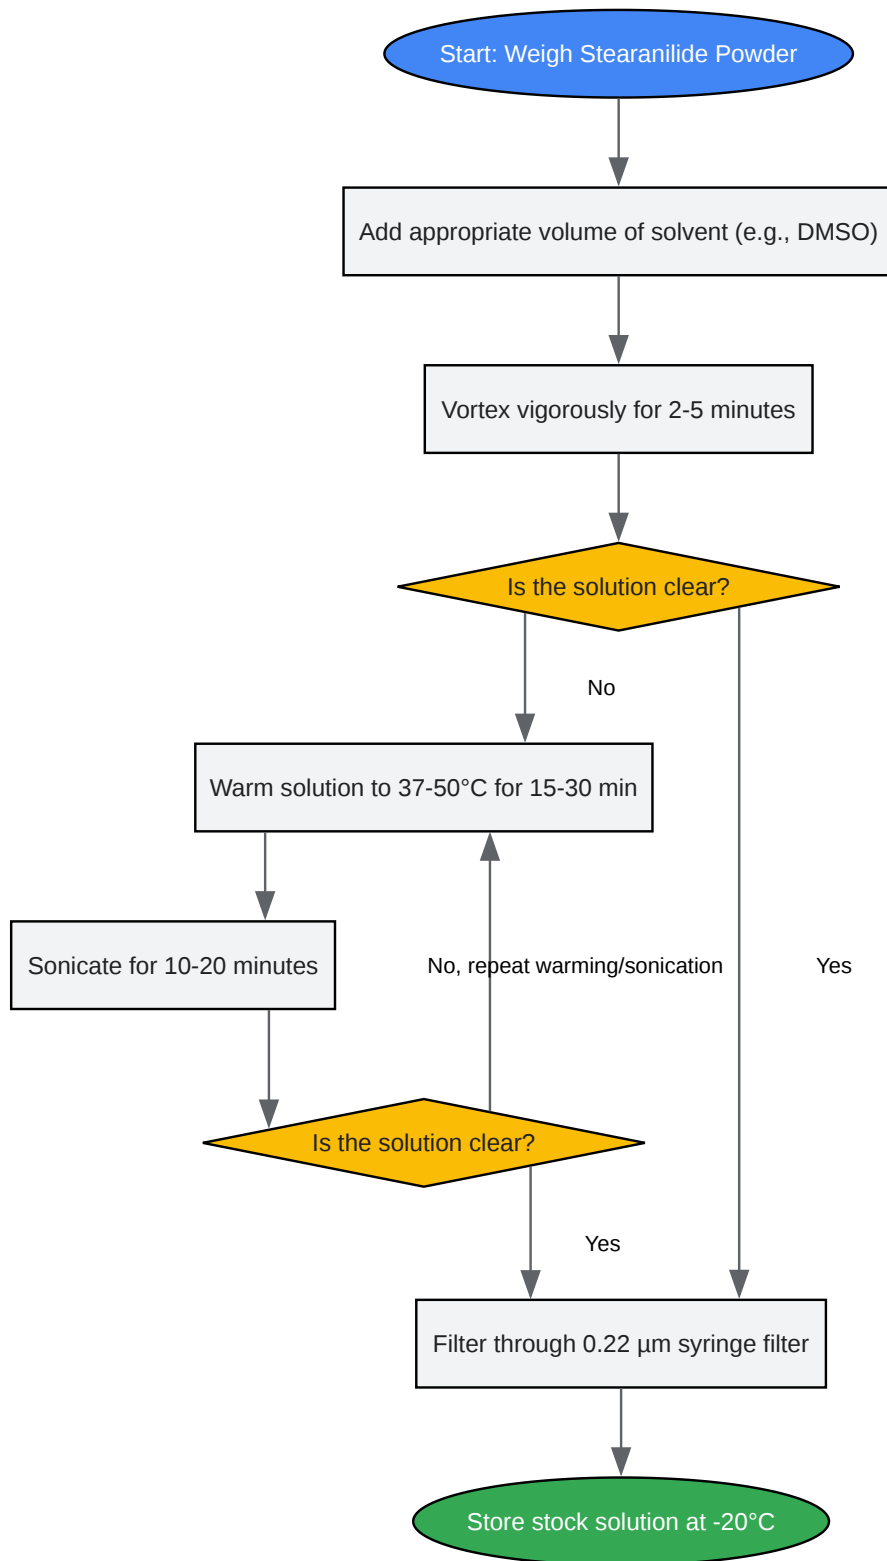 Start: Weigh Stearanilide Powder
Add appropriate volume of solvent (e.g., DMSO)
Vortex vigorously for 2-5 minutes
Is the solution clear?
No
Warm solution to 37-50°C for 15-30 min
Sonicate for 10-20 minutes
No, repeat warming/sonication
Yes
Is the solution clear?
Yes
Filter through 0.22 µm syringe filter
Store stock solution at -20°C